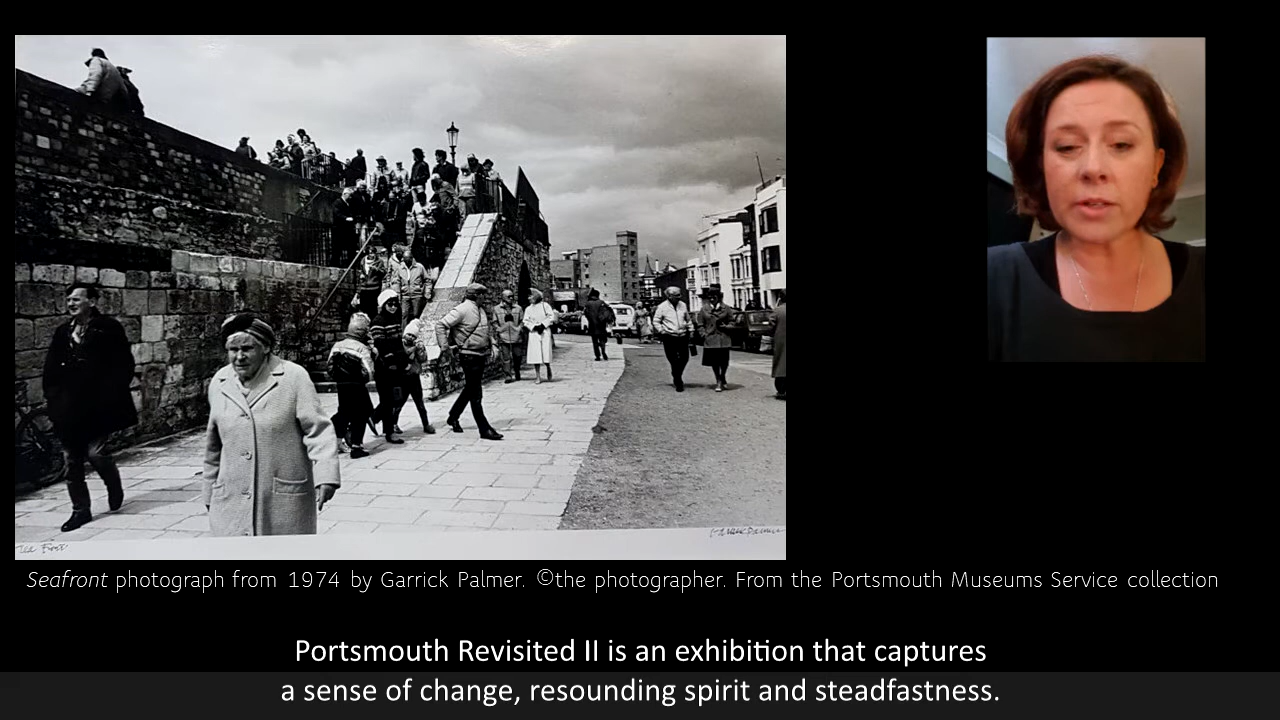 Seafront photograph from 1974 by Garrick Palmer. ©the photographer. From the Portsmouth Museums Service collection
Portsmouth Revisited II is an exhibition that captures
a sense of change, resounding spirit and steadfastness.